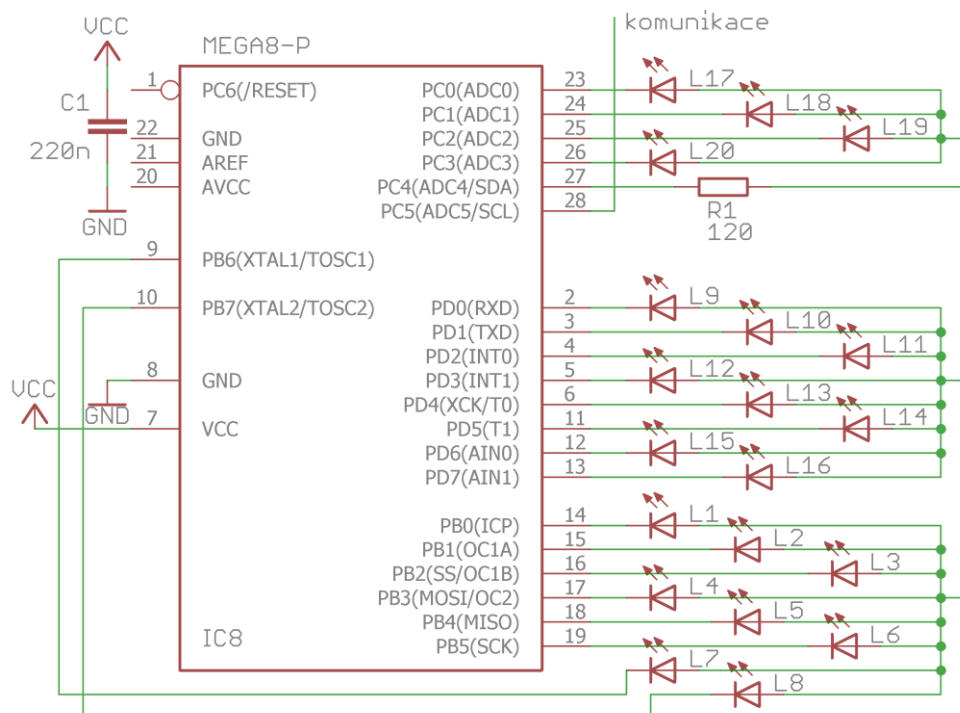 komunikace
VCC
MEGA8-P
C1
220n
GND
1 PC6(/RESET)
22 GND
21 AREF
20 AVCC
9 PB6(XTAL1/TOSC1)
10 PB7(XTAL2/TOSC2)
8 GND
GND
VCC
7 VCC
IC8
PC0(ADC0) 23 L17
PC1(ADC1) 24 L18
PC2(ADC2) 25 L19
PC3(ADC3) 26 L20
PC4(ADC4/SDA) 27
PC5(ADC5/SCL) 28
R1
120
PD0(RXD) 2 L9
PD1(TXD) 3 L10
PD2(INT0) 4 L11
PD3(INT1) 5 L12
PD4(XCK/T0) 6 L13
PD5(T1) 11 L14
PD6(AIN0) 12 L15
PD7(AIN1) 13 L16
PB0(ICP) 14 L1
PB1(OC1A) 15 L2
PB2(SS/OC1B) 16 L3
PB3(MOSI/OC2) 17 L4
PB4(MISO) 18 L5
PB5(SCK) 19 L6
L7
L8